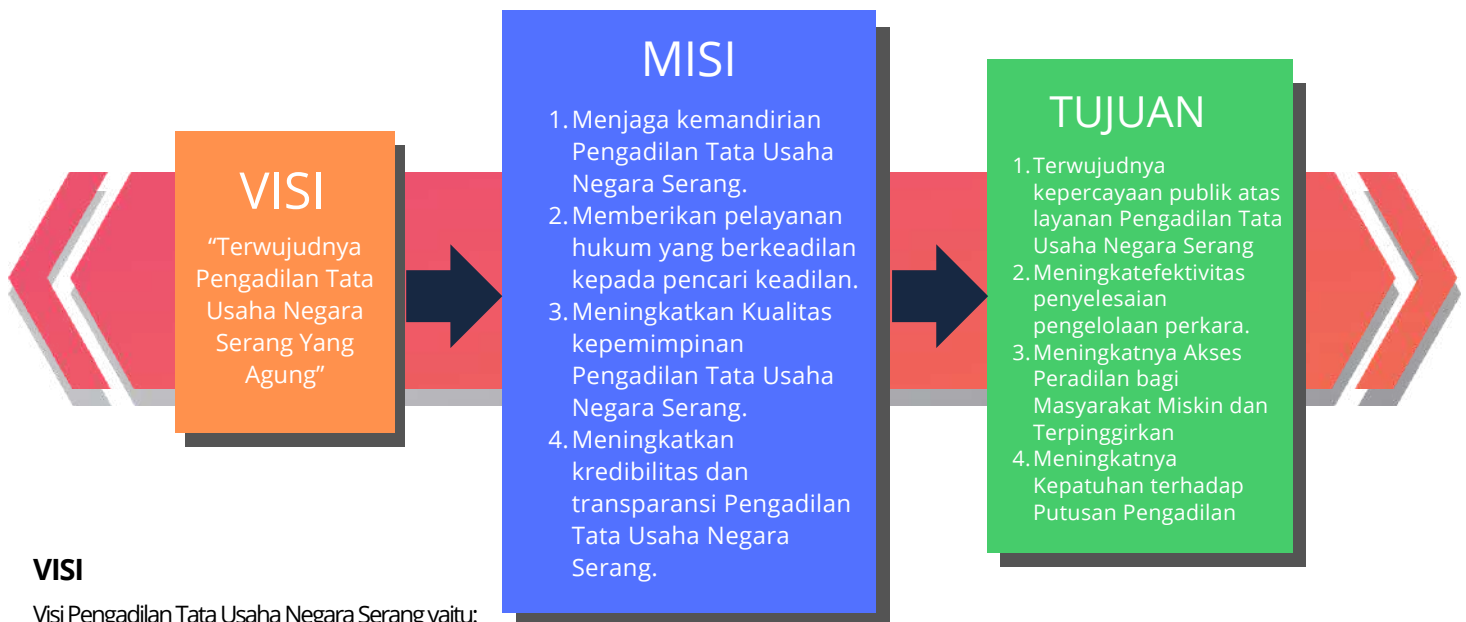 VISI
“Terwujudnya
Pengadilan Tata
Usaha Negara
Serang Yang
Agung”
MISI
1. Menjaga kemandirian
Pengadilan Tata Usaha
Negara Serang.
2. Memberikan pelayanan
hukum yang berkeadilan
kepada pencari keadilan.
3. Meningkatkan Kualitas
kepemimpinan
Pengadilan Tata Usaha
Negara Serang.
4. Meningkatkan
kredibilitas dan
transparansi Pengadilan
Tata Usaha Negara
Serang.
TUJUAN
1. Terwujudnya
kepercayaan publik atas
layanan Pengadilan Tata
Usaha Negara Serang
2. Meningkatefektivitas
penyelesaian
pengelolaan perkara.
3. Meningkatnya Akses
Peradilan bagi
Masyarakat Miskin dan
Terpinggirkan
4. Meningkatnya
Kepatuhan terhadap
Putusan Pengadilan
VISI
Visi Pengadilan Tata Usaha Negara Serang yaitu: